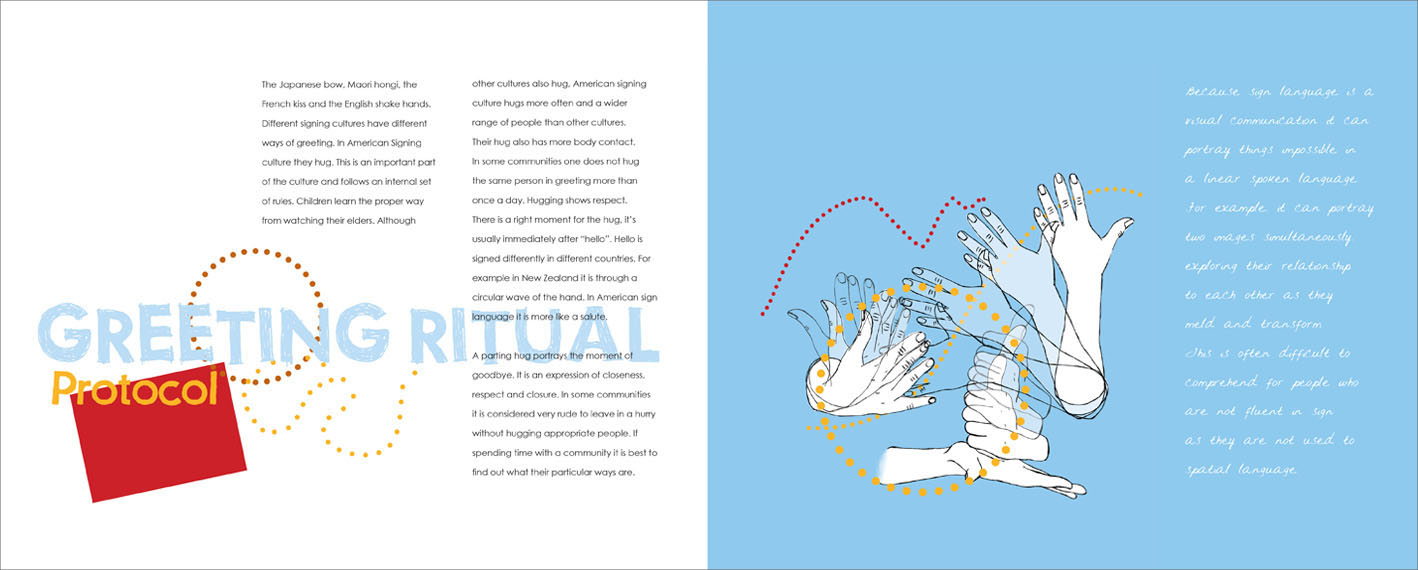 The Japanese bow, Maori hongi, the
French kiss and the English shake hands.
Different signing cultures have different
ways of greeting. In American Signing
culture they hug. This is an important part
of the culture and follows an internal set
of rules. Children learn the proper way
from watching their elders. Although
other cultures also hug, American signing
culture hugs more often and a wider
range of people than other cultures.
Their hug also has more body contact.
In some communities one does not hug
the same person in greeting more than
once a day. Hugging shows respect.
There is a right moment for the hug, it's
usually immediately after "hello". Hello is
signed differently in different countries. For
example in New Zealand it is through a
circular wave of the hand. In American sign
language it is more like a salute.
A parting hug portrays the moment of
goodbye. It is an expression of closeness,
respect and closure. In some communities
it is considered very rude to leave in a hurry
without hugging appropriate people. If
spending time with a community it is best to
find out what their particular ways are.
GREETING RITUAL
Protocol
Because sign language is a
visual communication it can
portray things impossible in
a linear spoken language.
For example it can portray
two images simultaneously,
exploring their relationship
to each other as they
meld and transform
This is often difficult to
comprehend for people who
are not fluent in sign
as they are not used to
spatial language.